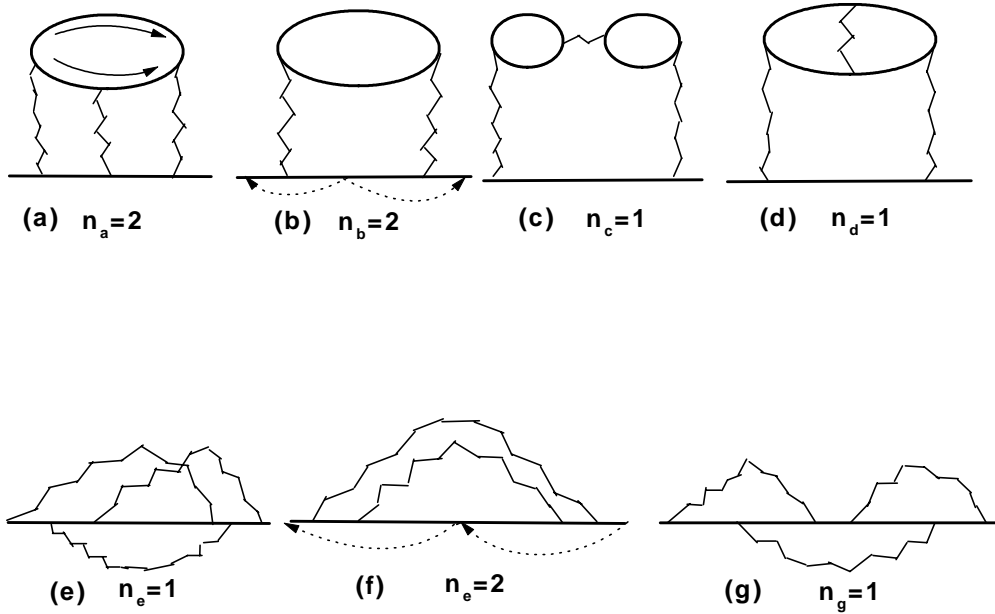 (a) n_a=2
(b) n_b=2
(c) n_c=1
(d) n_d=1
(e) n_e=1
(f) n_e=2
(g) n_g=1